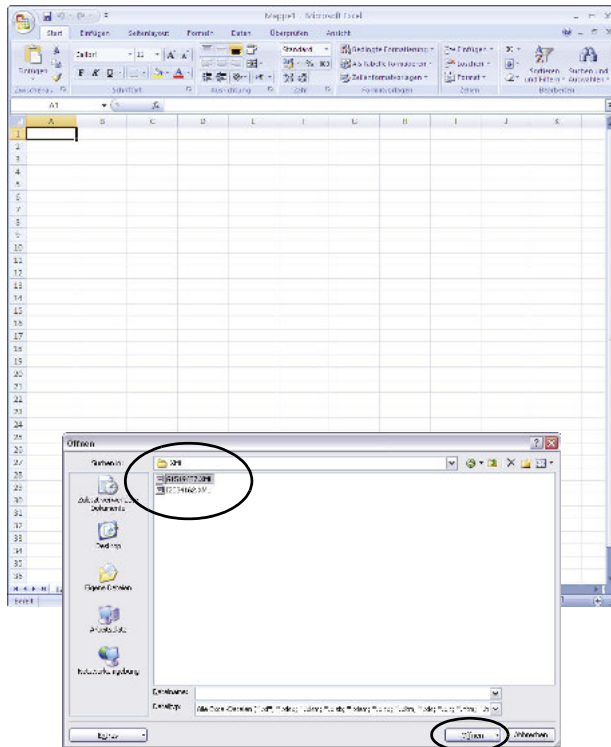 Mappe1 - Microsoft Excel
Start Einfügen Seitenlayout Formeln Daten Überprüfen Ansicht
Calibri 11 Standard Bedingte Formatierung Einfügen
Als Tabelle formatieren Löschen
Einfügen F K U Zellenformatvorlagen Format Sortieren und Filtern Suchen und Auswählen
Schriftart Ausrichtung Zahl Formatvorlagen Zellen Bearbeiten
A1
A B C D E F G H I J K
1
2
3
4
5
6
7
8
9
10
11
12
13
14
15
16
17
18
19
20
21
22
23
24
25
26
27
28
29
30
31
32
33
34
35
36
Bereit
Öffnen
Suchen in: XML
Zuletzt verwendete Dokumente
Desktop
Eigene Dateien
Arbeitsplatz
Netzwerkumgebung
Dateiname:
Dateityp: Alle Excel-Dateien
Extras Öffnen Abbrechen